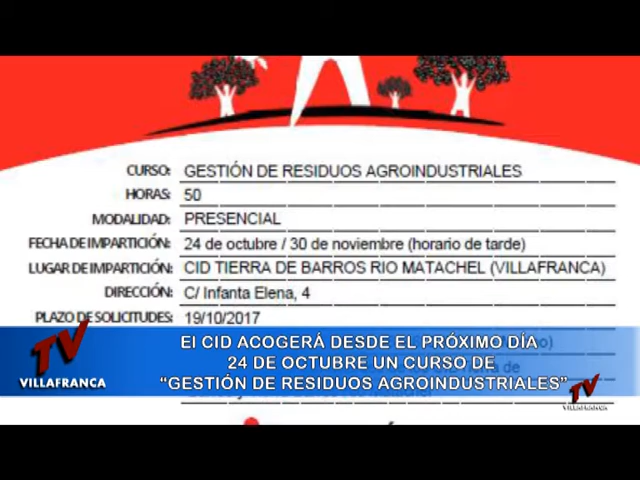 CURSO: GESTIÓN DE RESIDUOS AGROINDUSTRIALES
HORAS: 50
MODALIDAD: PRESENCIAL
FECHA DE IMPARTICIÓN: 24 de octubre / 30 de noviembre (horario de tarde)
LUGAR DE IMPARTICIÓN: CID TIERRA DE BARROS RIO MATACHEL (VILLAFRANCA)
DIRECCIÓN: C/ Infanta Elena, 4
PLAZO DE SOLICITUDES: 19/10/2017
El CID ACOGERÁ DESDE EL PRÓXIMO DÍA
24 DE OCTUBRE UN CURSO DE
“GESTIÓN DE RESIDUOS AGROINDUSTRIALES”
TV
VILLAFRANCA
TV
VILLAFRANCA